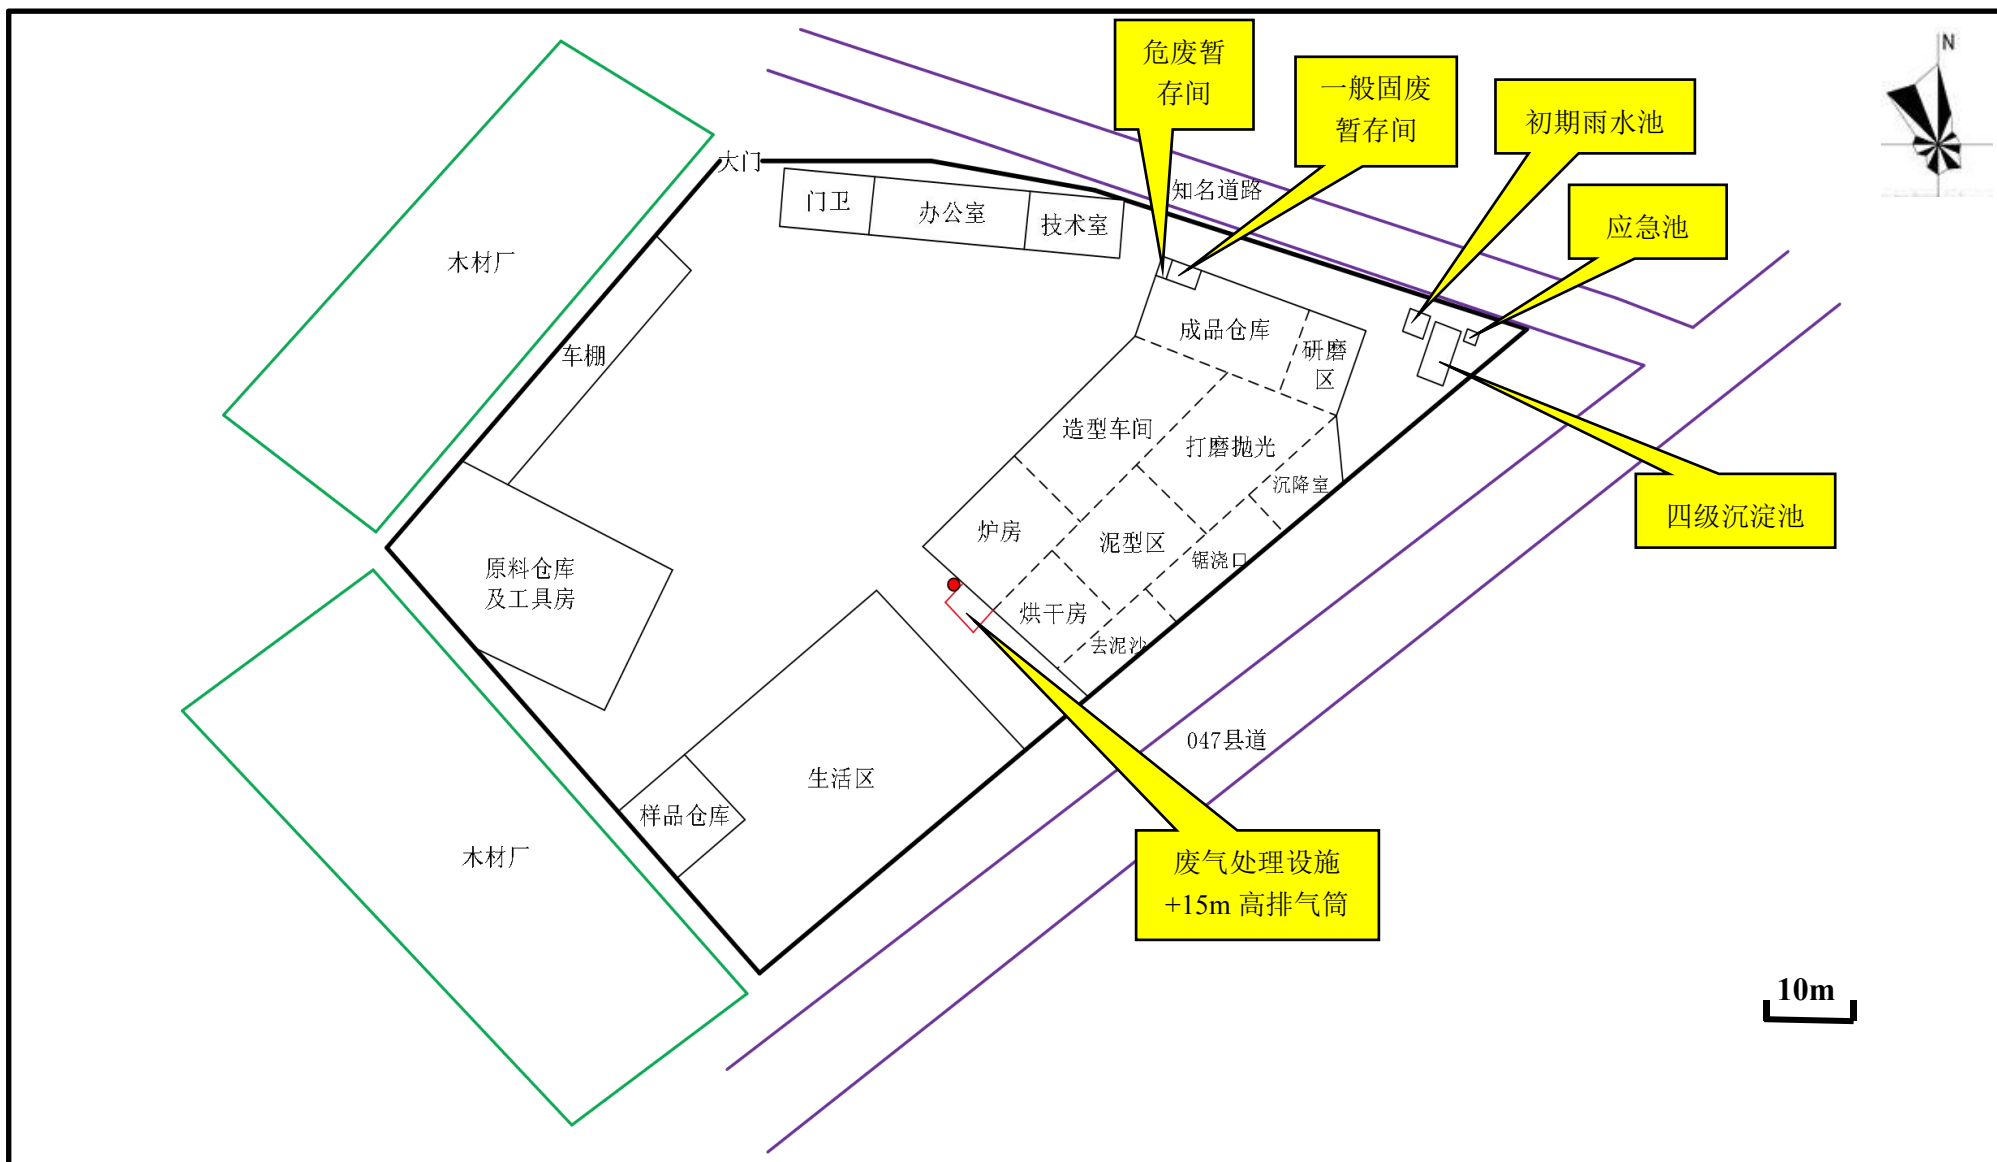 危废暂
存间
一般固废
暂存间
初期雨水池
应急池
N
大门
门卫
办公室
技术室
知名道路
木材厂
车棚
成品仓库
研磨
区
造型车间
打磨抛光
沉降室
四级沉淀池
炉房
泥型区
锯浇口
原料仓库
及工具房
烘干房
去泥沙
047县道
生活区
样品仓库
木材厂
废气处理设施
+15m 高排气筒
10m